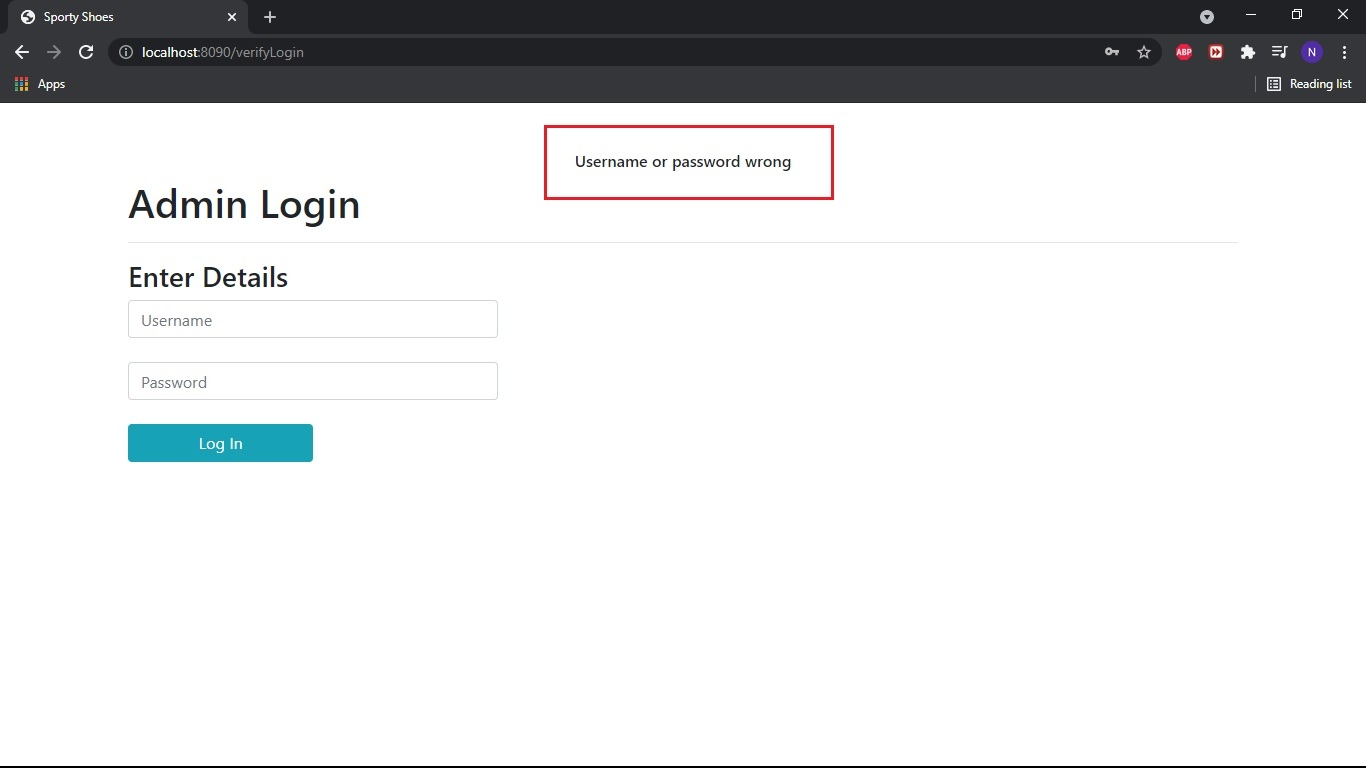 Sporty Shoes
localhost:8090/verifyLogin
ABP
N
Apps
Reading list
Username or password wrong
Admin Login
Enter Details
Username
Password
Log In